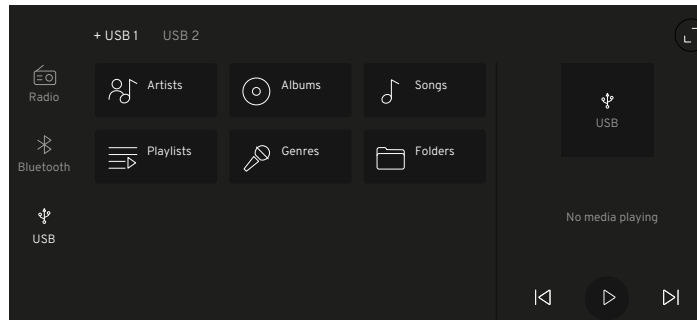 + USB 1 USB 2
Radio
Bluetooth
USB
Artists Albums Songs
Playlists Genres Folders
USB
No media playing